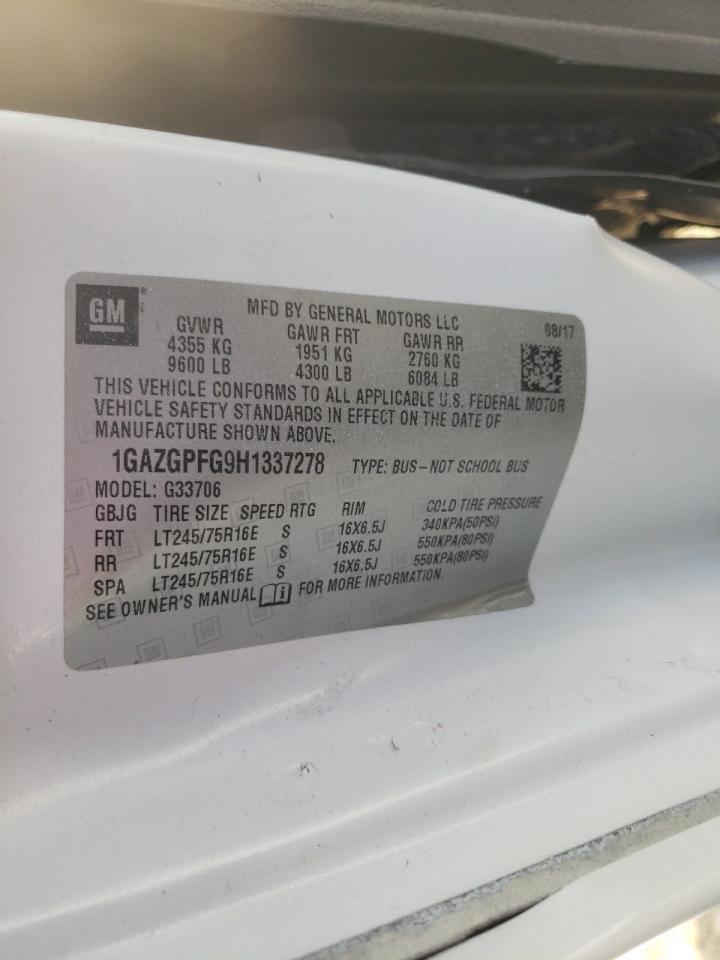 GM
MFD BY GENERAL MOTORS LLC 08/17
GVWR GAWR FRT GAWR RR
4355 KG 1951 KG 2760 KG
9600 LB 4300 LB 6084 LB
THIS VEHICLE CONFORMS TO ALL APPLICABLE U.S. FEDERAL MOTOR
VEHICLE SAFETY STANDARDS IN EFFECT ON THE DATE OF
MANUFACTURE SHOWN ABOVE.
1GAZGPFG9H1337278 TYPE: BUS-NOT SCHOOL BUS
MODEL: G33706
GBJG TIRE SIZE SPEED RTG RIM COLD TIRE PRESSURE
FRT LT245/75R16E S 16X6.5J 340KPA(50PSI)
RR LT245/75R16E S 16X6.5J 550KPA(80PSI)
SPA LT245/75R16E S 16X6.5J 550KPA(80PSI)
SEE OWNER'S MANUAL FOR MORE INFORMATION.